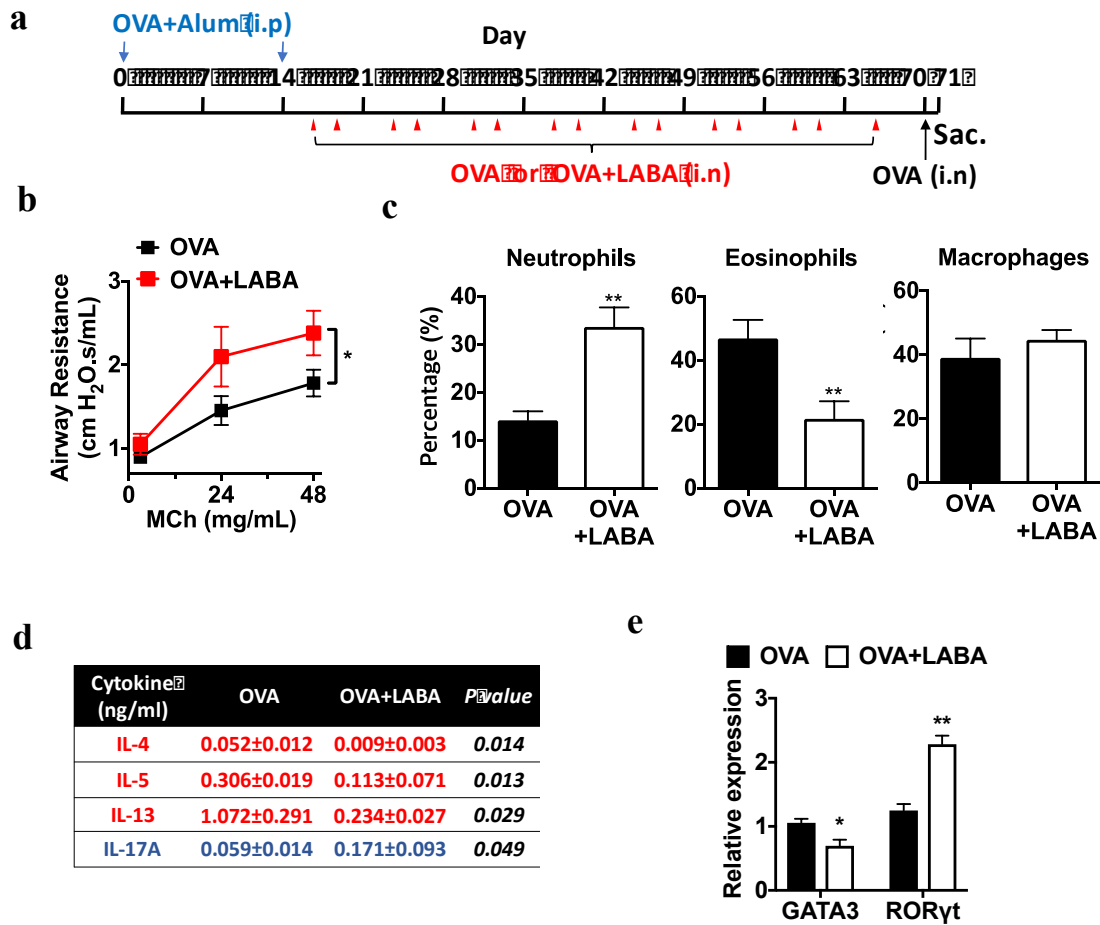 a
OVA+Alum (i.p)
Day
0 7 14 21 28 35 42 49 56 63 70 71
Sac.
OVA or OVA+LABA (i.n)
OVA (i.n)
b
OVA
OVA+LABA
Airway Resistance
(cm H₂O.s/mL)
3
2
1
*
0 24 48
MCh (mg/mL)
c
Neutrophils
Percentage (%)
40
30
20
10
0
**
OVA OVA
+LABA
Eosinophils
60
40
20
0
**
OVA OVA
+LABA
Macrophages
60
40
20
0
OVA OVA
+LABA
d
Cytokine (ng/ml) OVA OVA+LABA P value
IL-4 0.052±0.012 0.009±0.003 0.014
IL-5 0.306±0.019 0.113±0.071 0.013
IL-13 1.072±0.291 0.234±0.027 0.029
IL-17A 0.059±0.014 0.171±0.093 0.049
e
OVA OVA+LABA
Relative expression
3
2
1
0
*
**
GATA3 RORγt